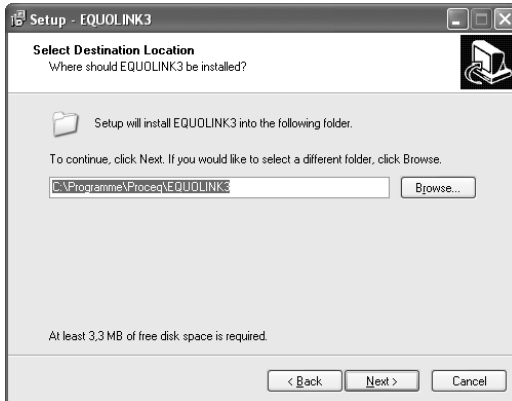 Setup - EQUOLINK3
Select Destination Location
Where should EQUOLINK3 be installed?
Setup will install EQUOLINK3 into the following folder.
To continue, click Next. If you would like to select a different folder, click Browse.
C:\Programme\Proceq\EQUOLINK3
Browse...
At least 3,3 MB of free disk space is required.
< Back
Next >
Cancel